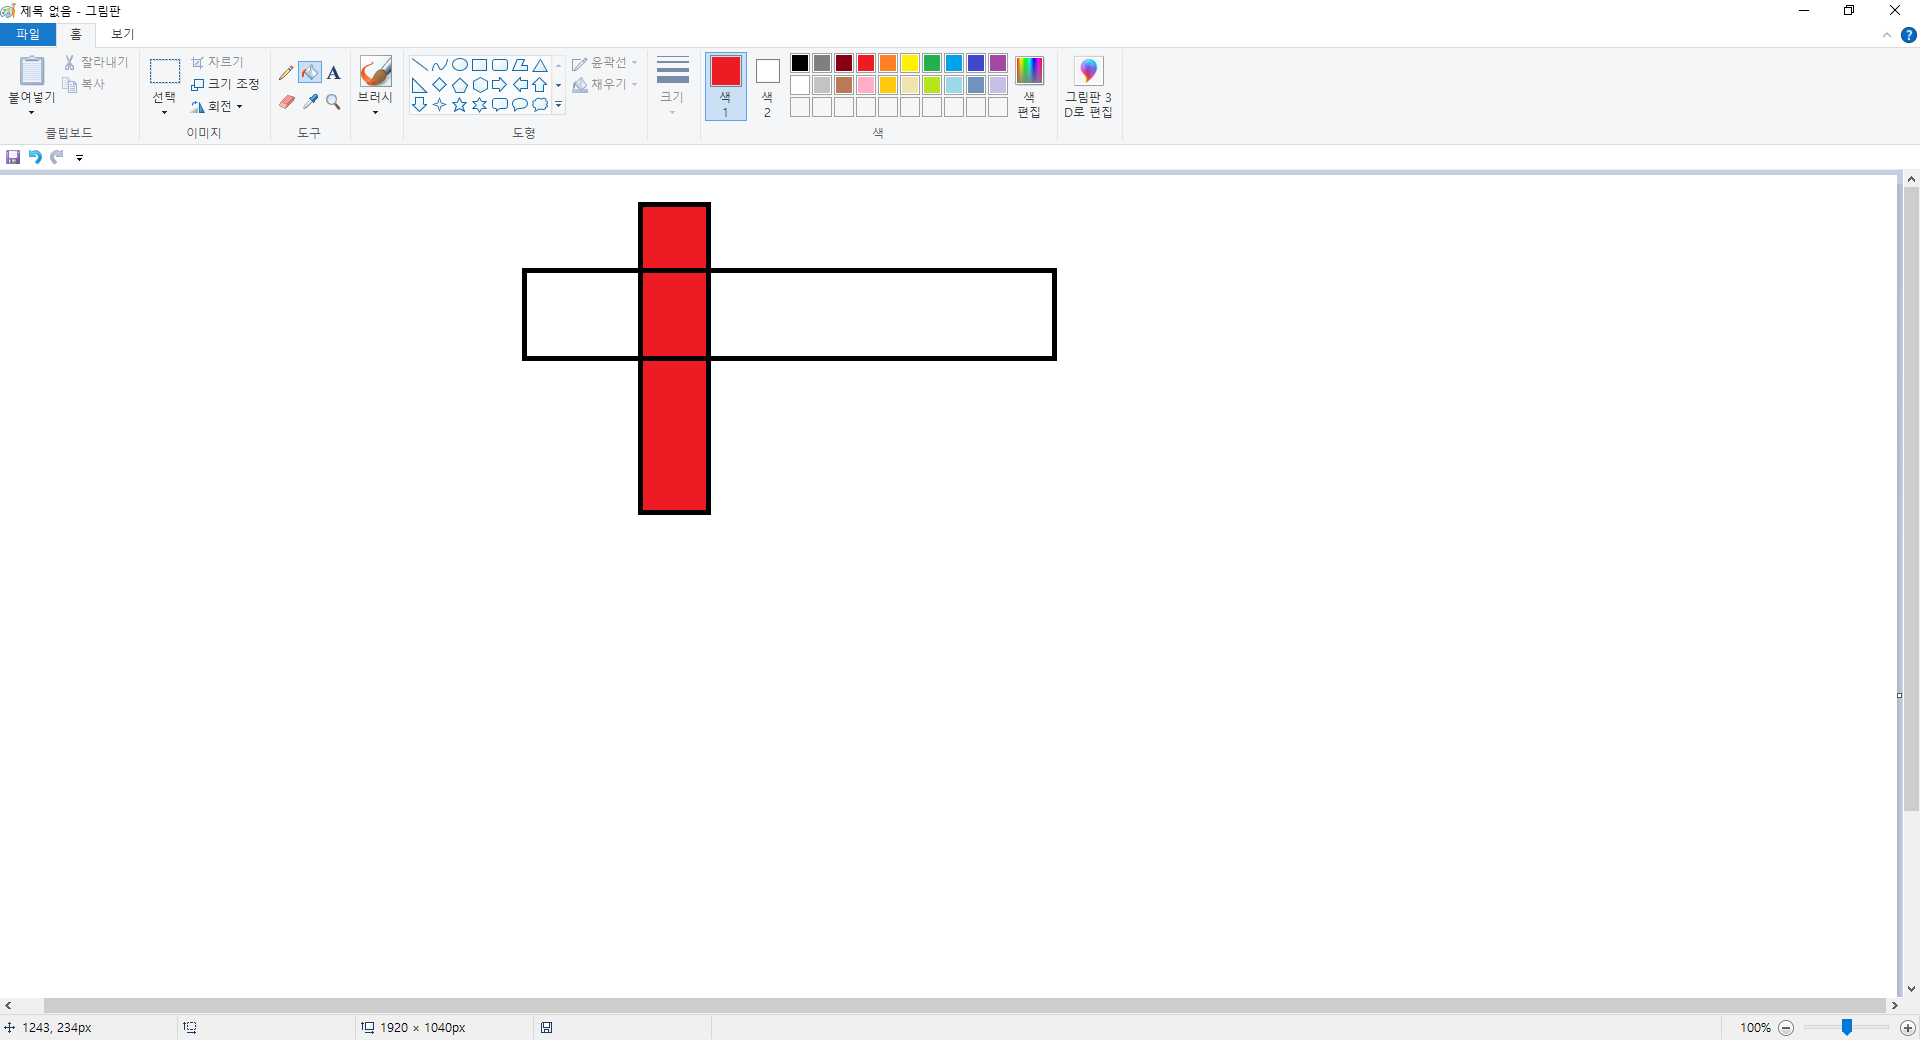 제목 없음 - 그림판
파일 홈 보기
붙여넣기
잘라내기
복사
클립보드
선택
자르기
크기 조정
회전
이미지
A
도구
브러시
윤곽선
채우기
도형
크기
색
1
색
2
색
편집
색
그림판 3
D로 편집
1243, 234px
1920 × 1040px
100%